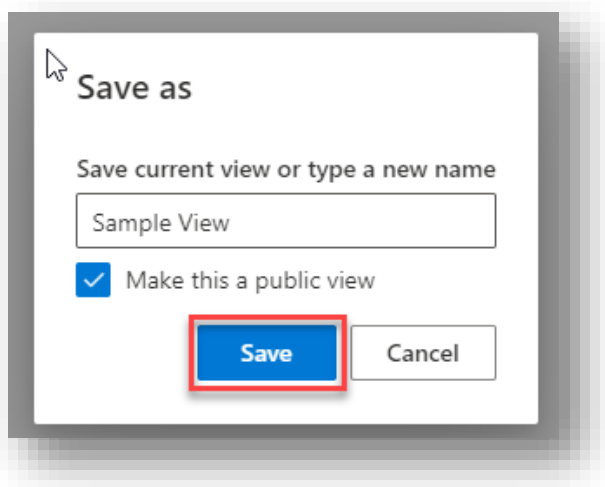 Save as
Save current view or type a new name
Sample View
Make this a public view
Save
Cancel